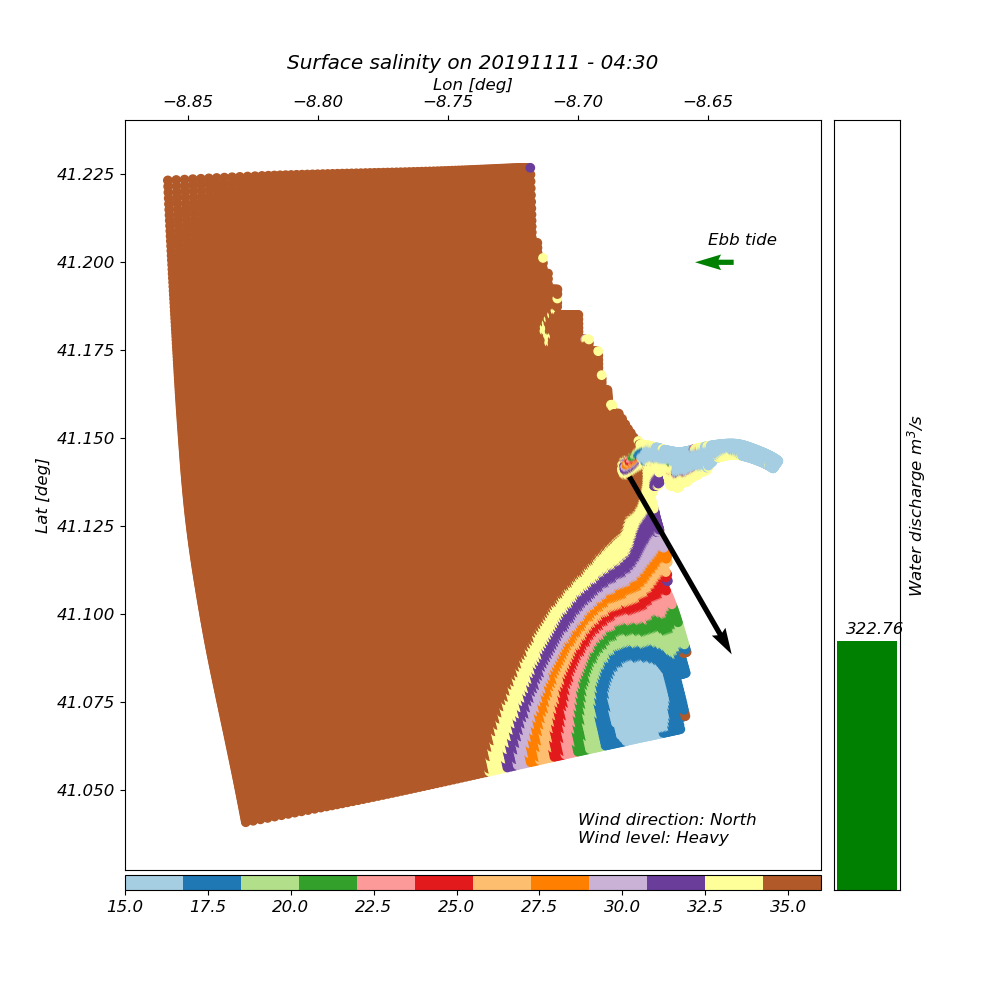 Surface salinity on 20191111 - 04:30
Lon [deg]
−8.85 −8.80 −8.75 −8.70 −8.65
41.225
41.200
41.175
41.150
41.125
41.100
41.075
41.050
Lat [deg]
Ebb tide
Wind direction: North
Wind level: Heavy
322.76
Water discharge m³/s
15.0 17.5 20.0 22.5 25.0 27.5 30.0 32.5 35.0